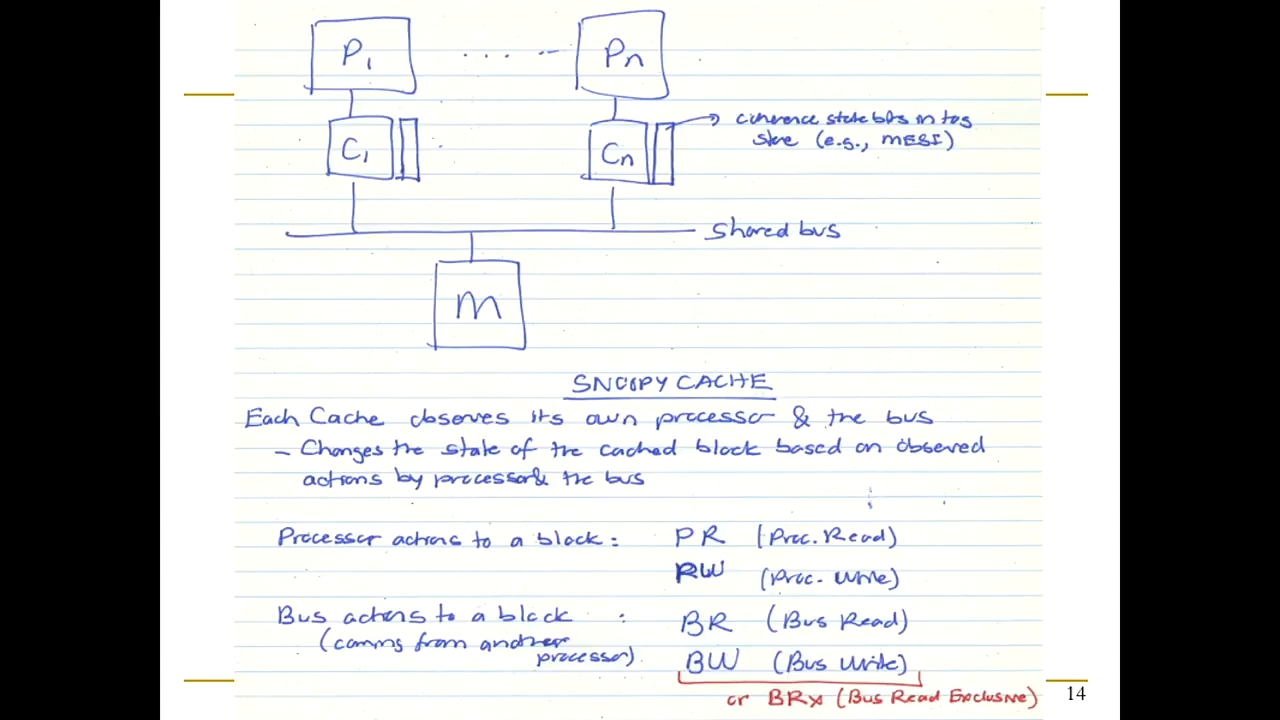 P1 .... Pn
coherence state bits in tag
store (e.g., MESI)
C1 Cn
Shared bus
M
SNOOPY CACHE
Each Cache observes its own processor & the bus
- Changes the state of the cached block based on observed
actions by processor & the bus
Processor actions to a block : PR (Proc. Read)
RW (Proc. Write)
Bus actions to a block : BR (Bus Read)
(coming from another
processor) BW (Bus Write)
or BRx (Bus Read Exclusive)
14